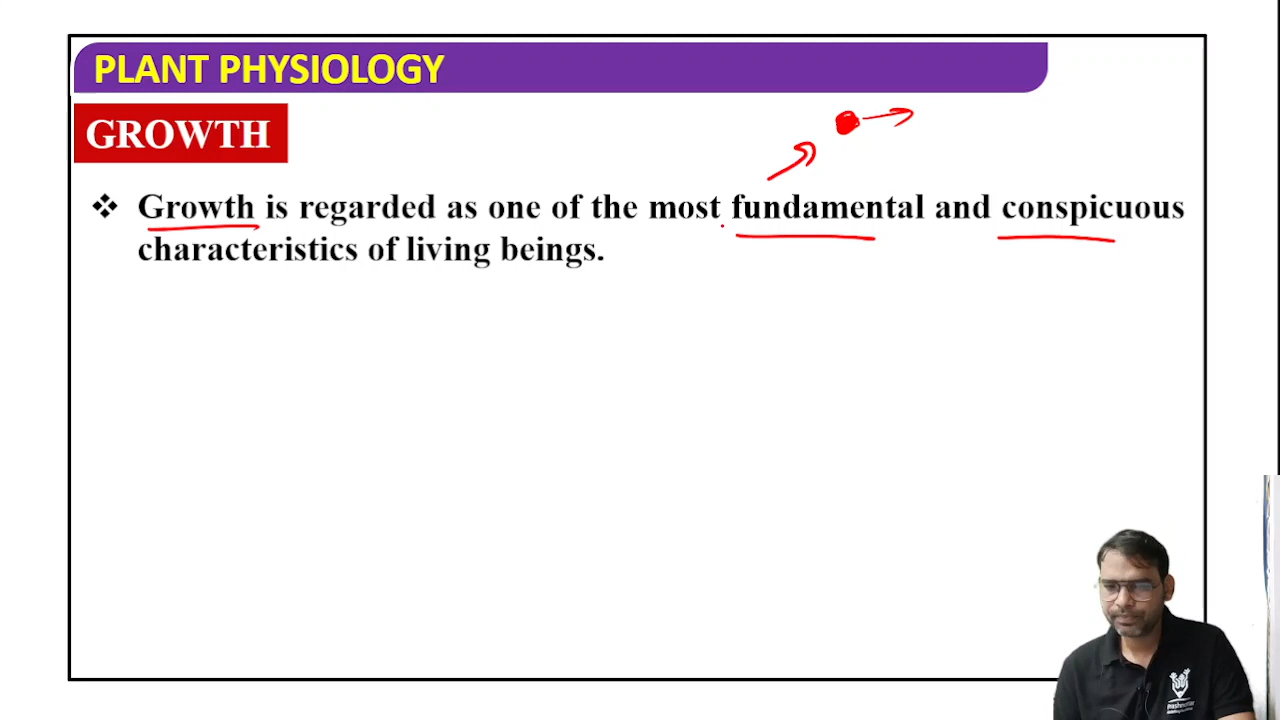 PLANT PHYSIOLOGY
GROWTH
❖ Growth is regarded as one of the most fundamental and conspicuous
characteristics of living beings.